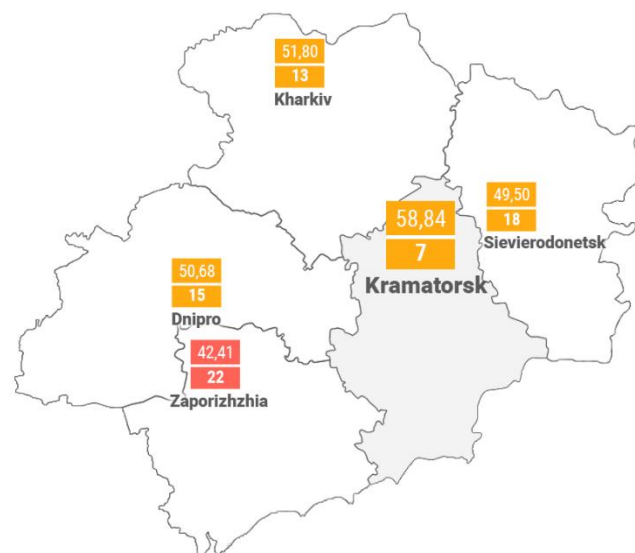 51,80
13
Kharkiv
49,50
18
Sievierodonetsk
58,84
7
Kramatorsk
50,68
15
Dnipro
42,41
22
Zaporizhzhia